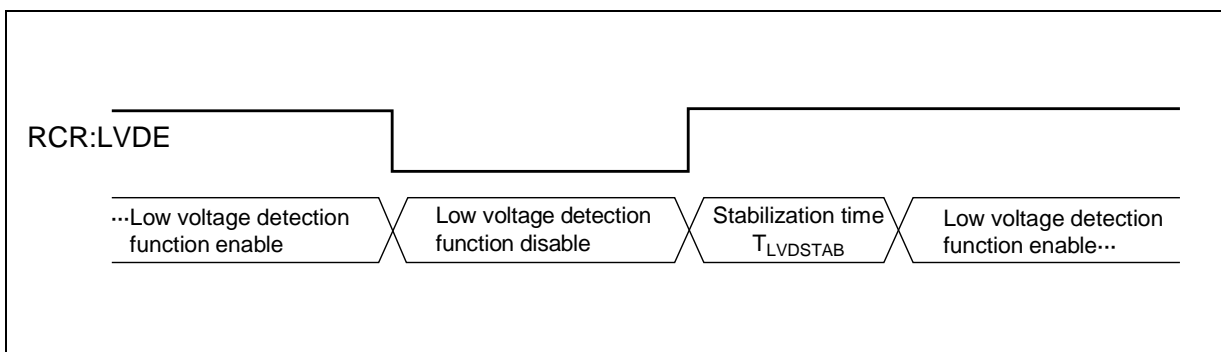 RCR:LVDE
···Low voltage detection
function enable
Low voltage detection
function disable
Stabilization time
TLVDSTAB
Low voltage detection
function enable···